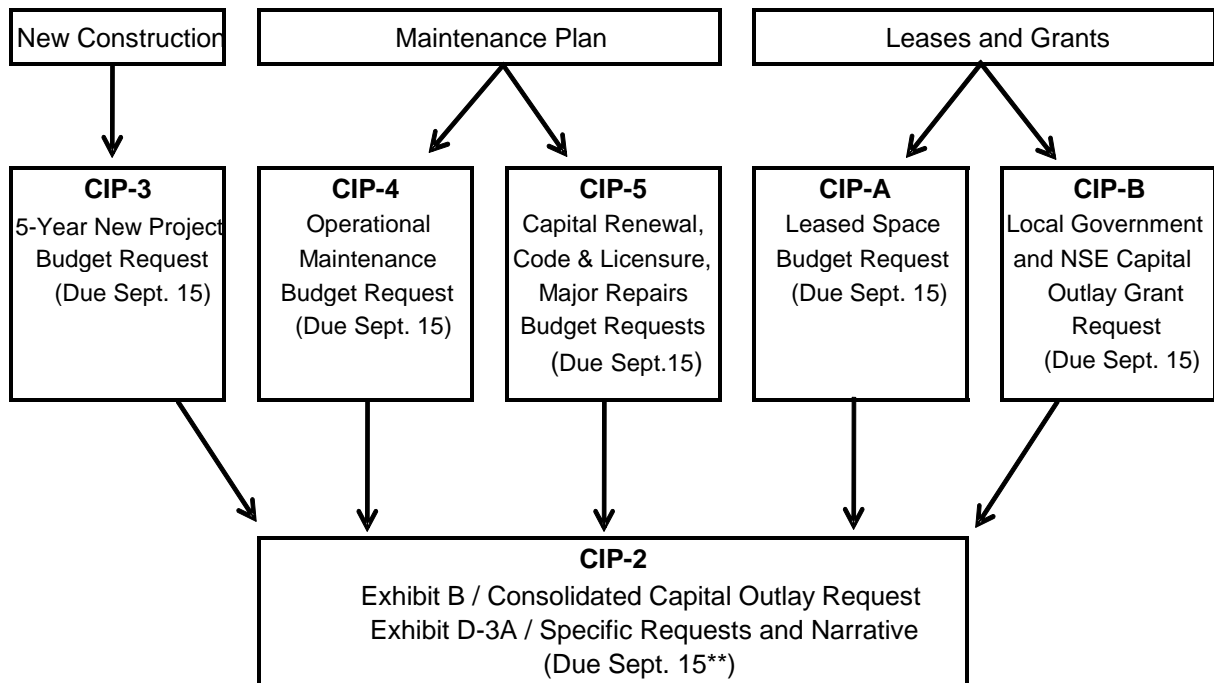 New Construction
Maintenance Plan
Leases and Grants
CIP-3
5-Year New Project
Budget Request
(Due Sept. 15)
CIP-4
Operational
Maintenance
Budget Request
(Due Sept. 15)
CIP-5
Capital Renewal,
Code & Licensure,
Major Repairs
Budget Requests
(Due Sept.15)
CIP-A
Leased Space
Budget Request
(Due Sept. 15)
CIP-B
Local Government
and NSE Capital
Outlay Grant
Request
(Due Sept. 15)
CIP-2
Exhibit B / Consolidated Capital Outlay Request
Exhibit D-3A / Specific Requests and Narrative
(Due Sept. 15**)